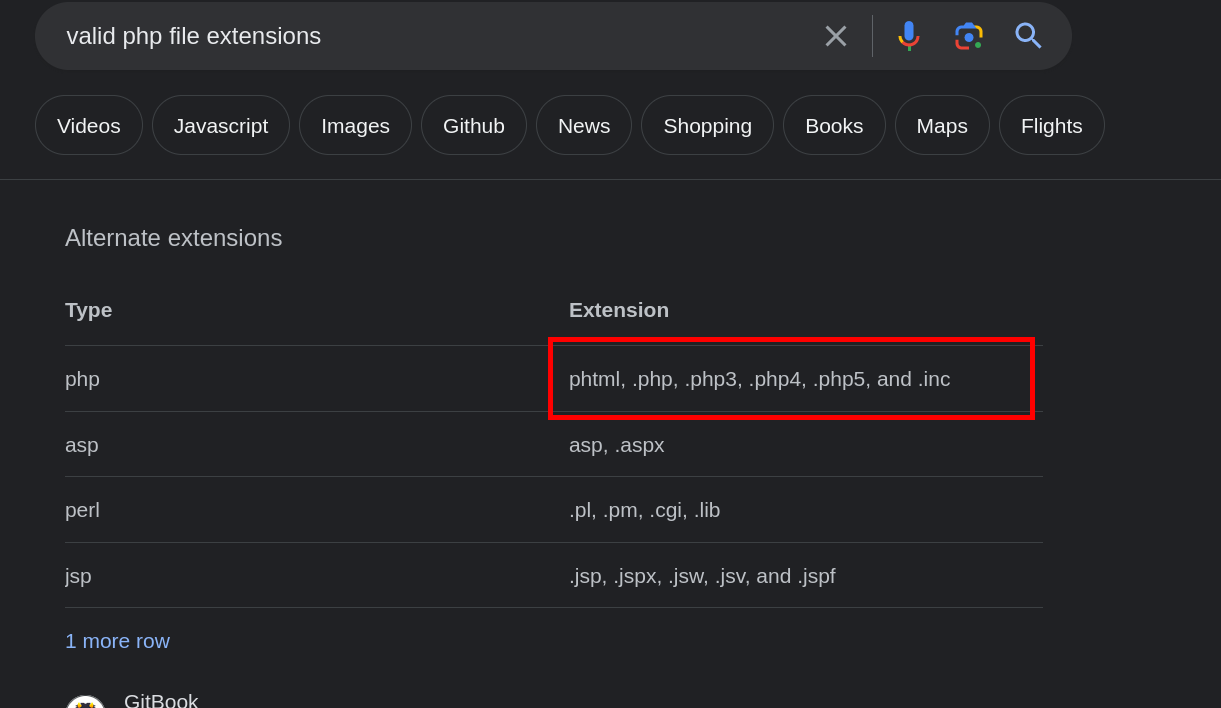 valid php file extensions
Videos Javascript Images Github News Shopping Books Maps Flights
Alternate extensions
Type Extension
php phtml, .php, .php3, .php4, .php5, and .inc
asp asp, .aspx
perl .pl, .pm, .cgi, .lib
jsp .jsp, .jspx, .jsw, .jsv, and .jspf
1 more row
GitBook